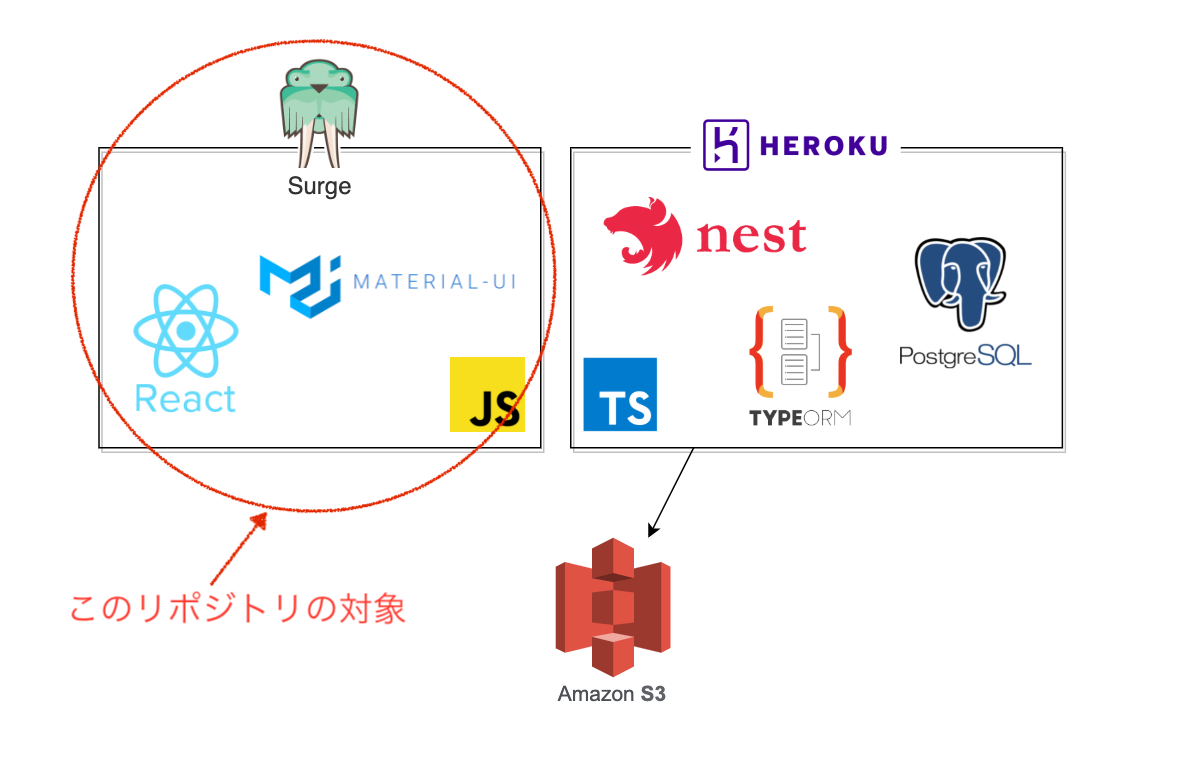 Surge
HEROKU
nest
MATERIAL-UI
React
JS
TS
TYPEORM
PostgreSQL
このリポジトリの対象
Amazon S3